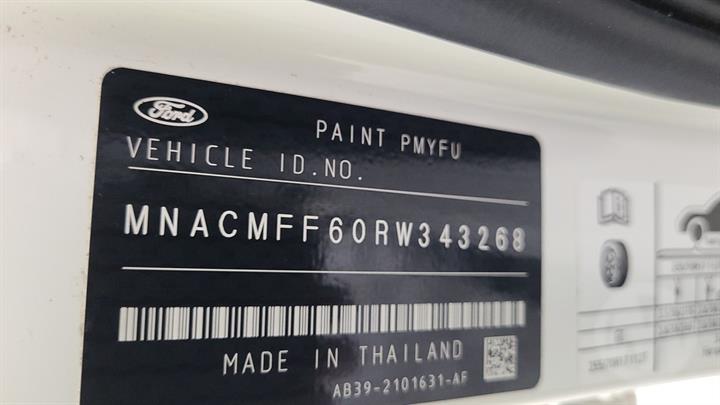 Ford
PAINT PMYFU
VEHICLE ID.NO.
MNACMFF60RW343268
MADE IN THAILAND
AB39-2101631-AF